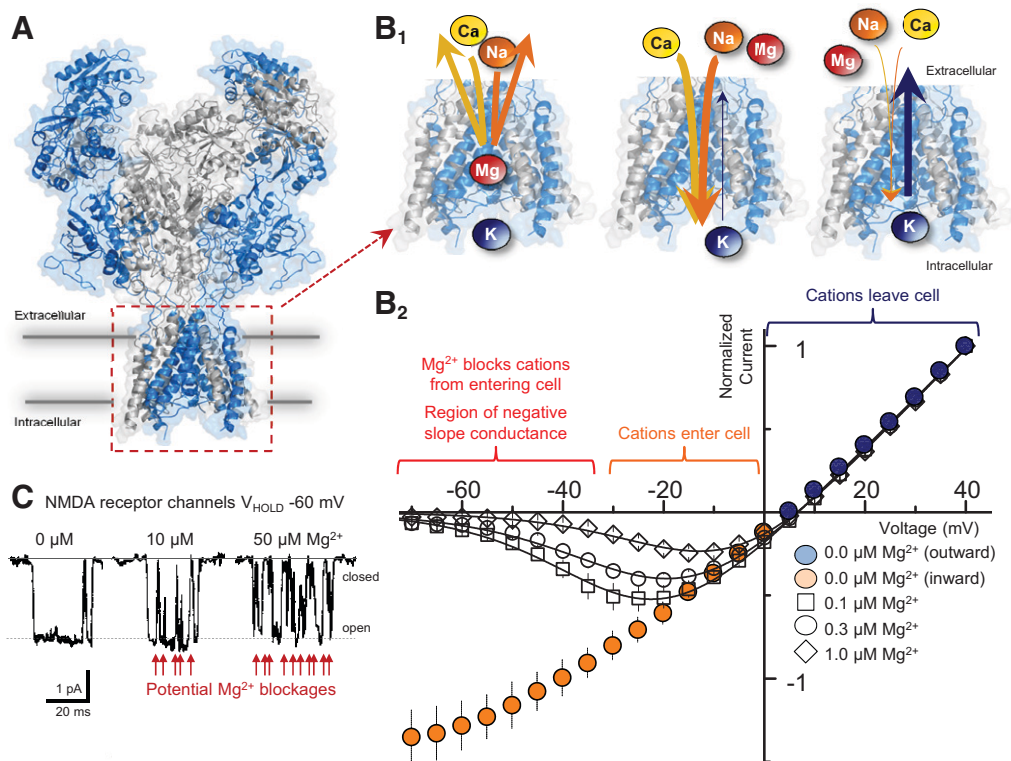 A
Extracellular
Intracellular
B1
Ca
Na
Mg
K
Ca
Na
Mg
K
Mg
Na
Ca
K
Extracellular
Intracellular
B2
Cations leave cell
Normalized
Current
1
Mg2+ blocks cations
from entering cell
Region of negative
slope conductance
Cations enter cell
-60
-40
-20
20
40
Voltage (mV)
-1
0.0 µM Mg2+ (outward)
0.0 µM Mg2+ (inward)
0.1 µM Mg2+
0.3 µM Mg2+
1.0 µM Mg2+
C
NMDA receptor channels VHOLD -60 mV
0 µM
10 µM
50 µM Mg2+
closed
open
1 pA
20 ms
Potential Mg2+ blockages